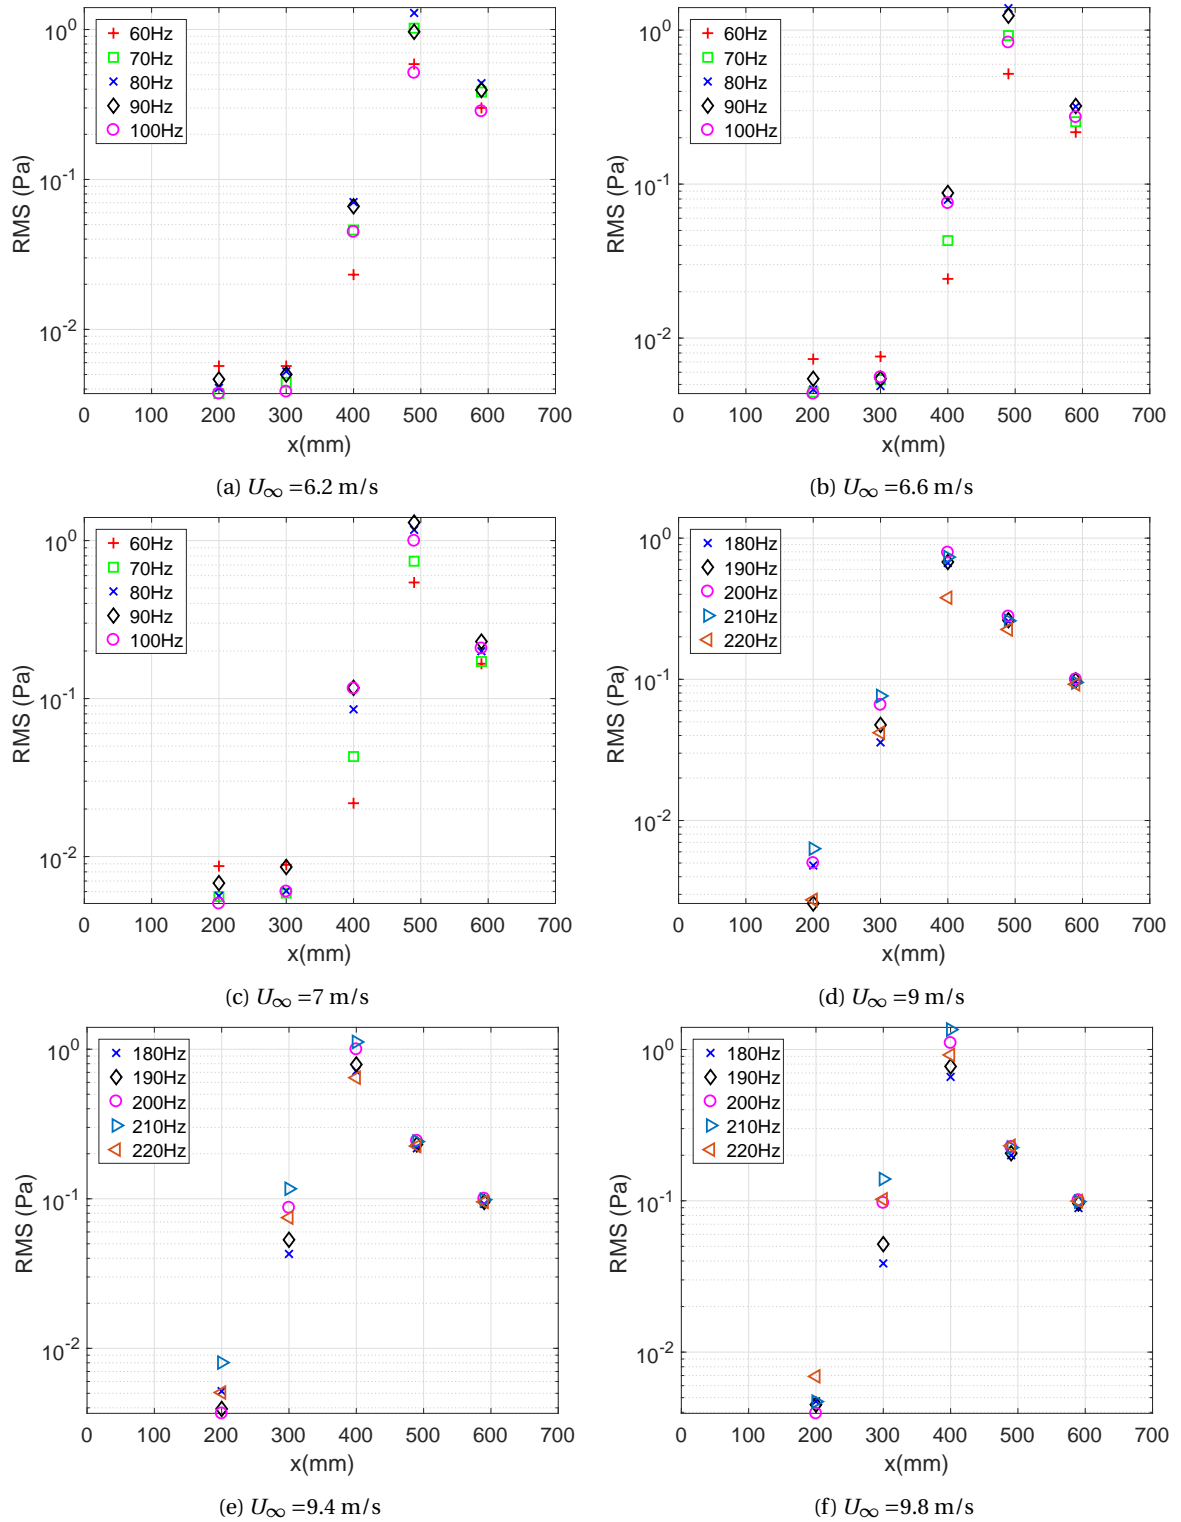 10^0
10^-1
10^-2
RMS (Pa)
60Hz
70Hz
80Hz
90Hz
100Hz
0 100 200 300 400 500 600 700
x(mm)
(a) U∞ =6.2 m/s
10^0
10^-1
10^-2
RMS (Pa)
60Hz
70Hz
80Hz
90Hz
100Hz
0 100 200 300 400 500 600 700
x(mm)
(b) U∞ =6.6 m/s
10^0
10^-1
10^-2
RMS (Pa)
60Hz
70Hz
80Hz
90Hz
100Hz
0 100 200 300 400 500 600 700
x(mm)
(c) U∞ =7 m/s
10^0
10^-1
10^-2
RMS (Pa)
180Hz
190Hz
200Hz
210Hz
220Hz
0 100 200 300 400 500 600 700
x(mm)
(d) U∞ =9 m/s
10^0
10^-1
10^-2
RMS (Pa)
180Hz
190Hz
200Hz
210Hz
220Hz
0 100 200 300 400 500 600 700
x(mm)
(e) U∞ =9.4 m/s
10^0
10^-1
10^-2
RMS (Pa)
180Hz
190Hz
200Hz
210Hz
220Hz
0 100 200 300 400 500 600 700
x(mm)
(f) U∞ =9.8 m/s